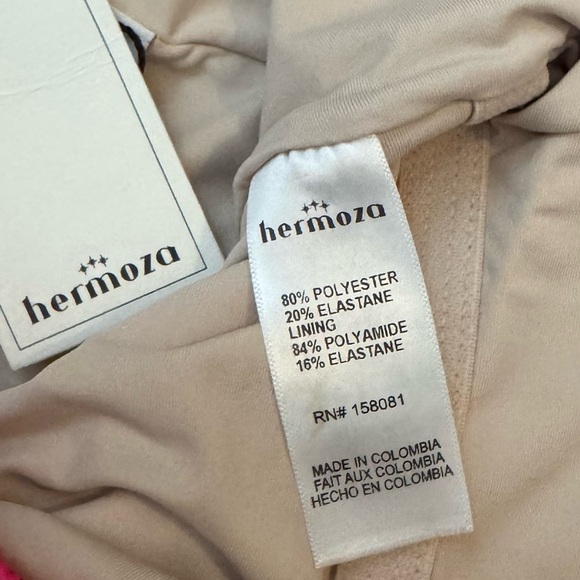 hermoza
hermoza
80% POLYESTER
20% ELASTANE
LINING
84% POLYAMIDE
16% ELASTANE
RN# 158081
MADE IN COLOMBIA
FAIT AUX COLOMBIA
HECHO EN COLOMBIA